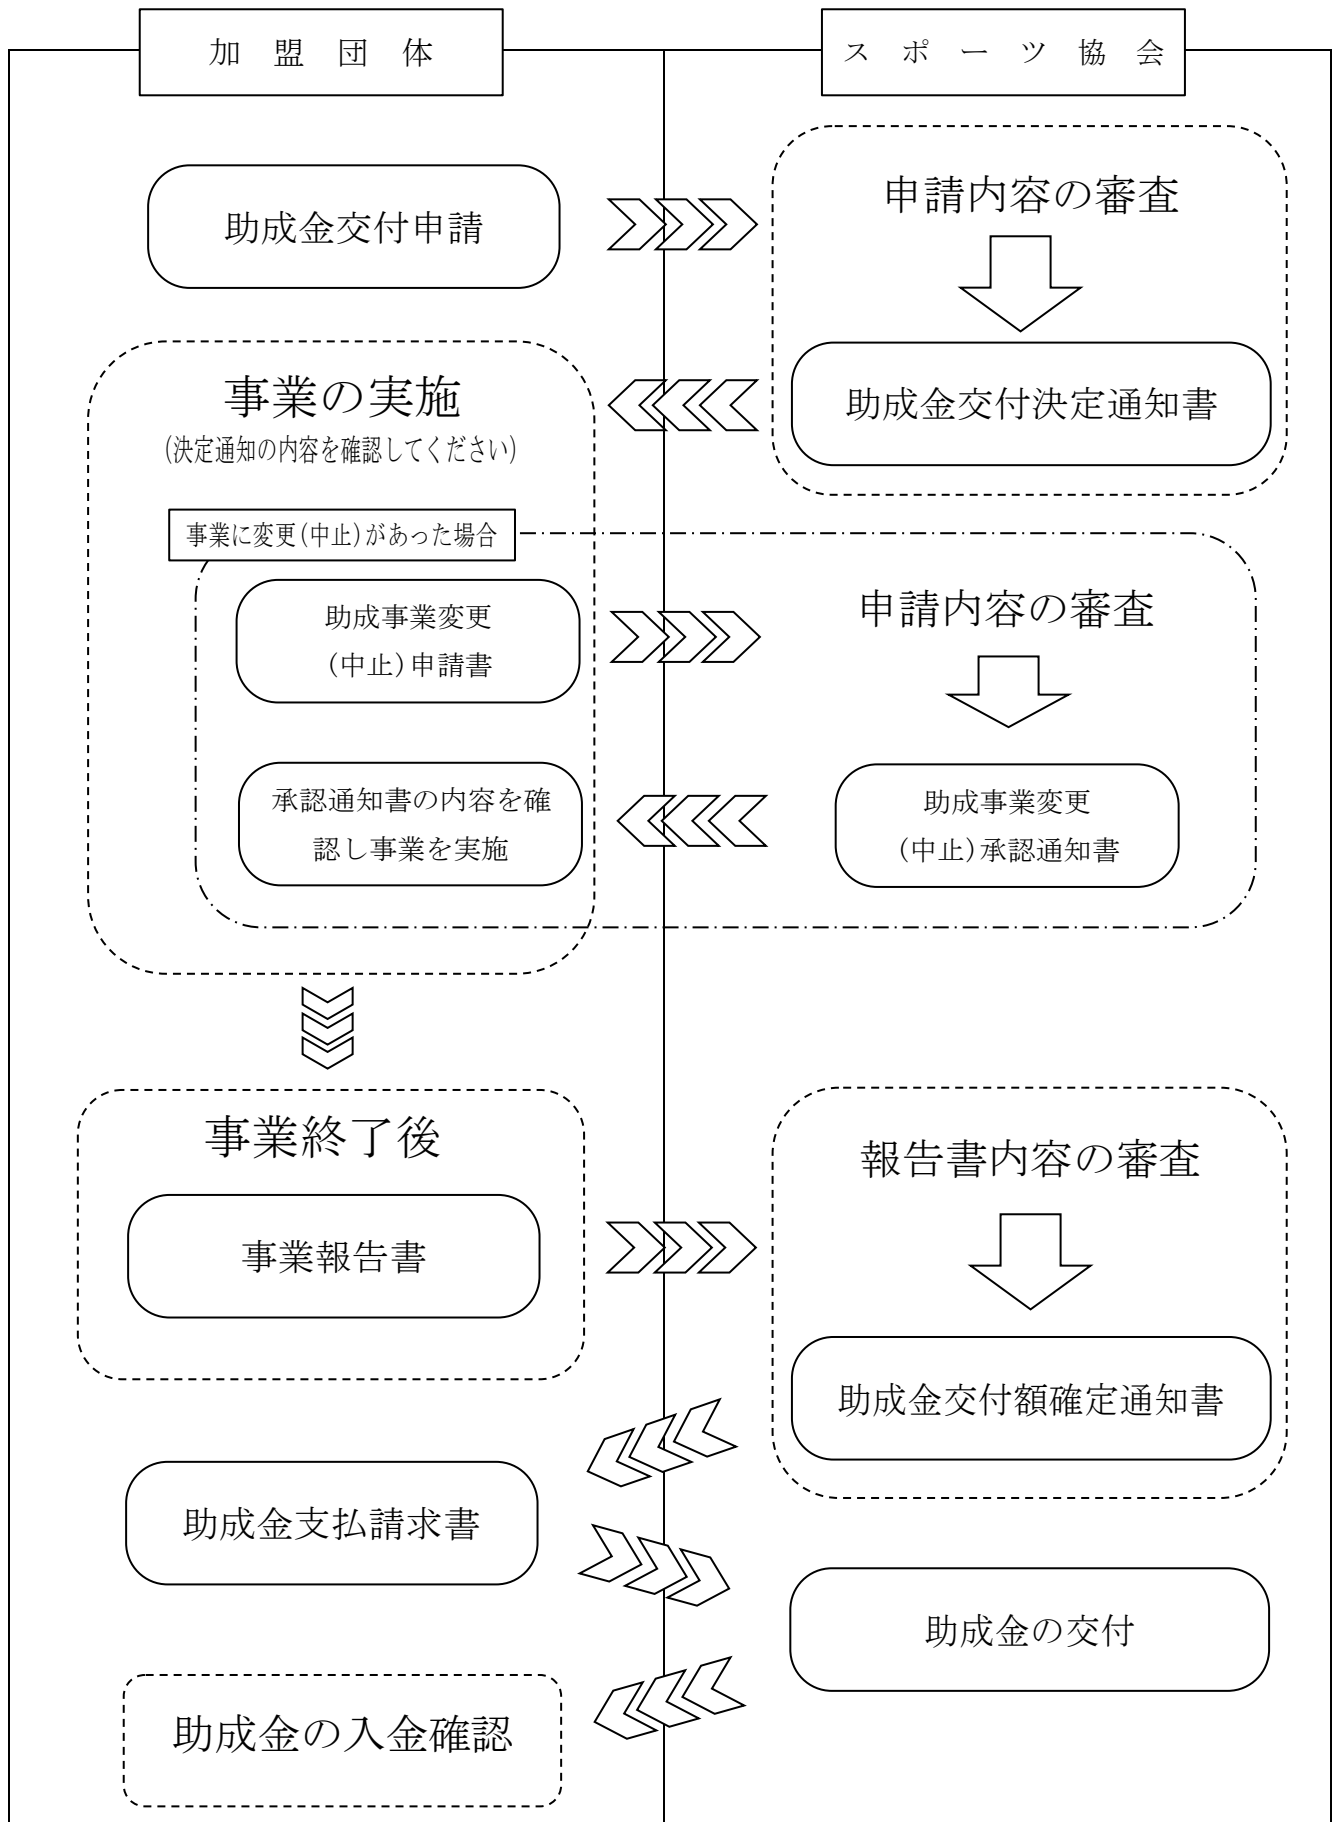 加盟団体
スポーツ協会
助成金交付申請
申請内容の審査
助成金交付決定通知書
事業の実施
(決定通知の内容を確認してください)
事業に変更(中止)があった場合
助成事業変更
(中止)申請書
申請内容の審査
助成事業変更
(中止)承認通知書
承認通知書の内容を確
認し事業を実施
事業終了後
事業報告書
報告書内容の審査
助成金交付額確定通知書
助成金支払請求書
助成金の交付
助成金の入金確認